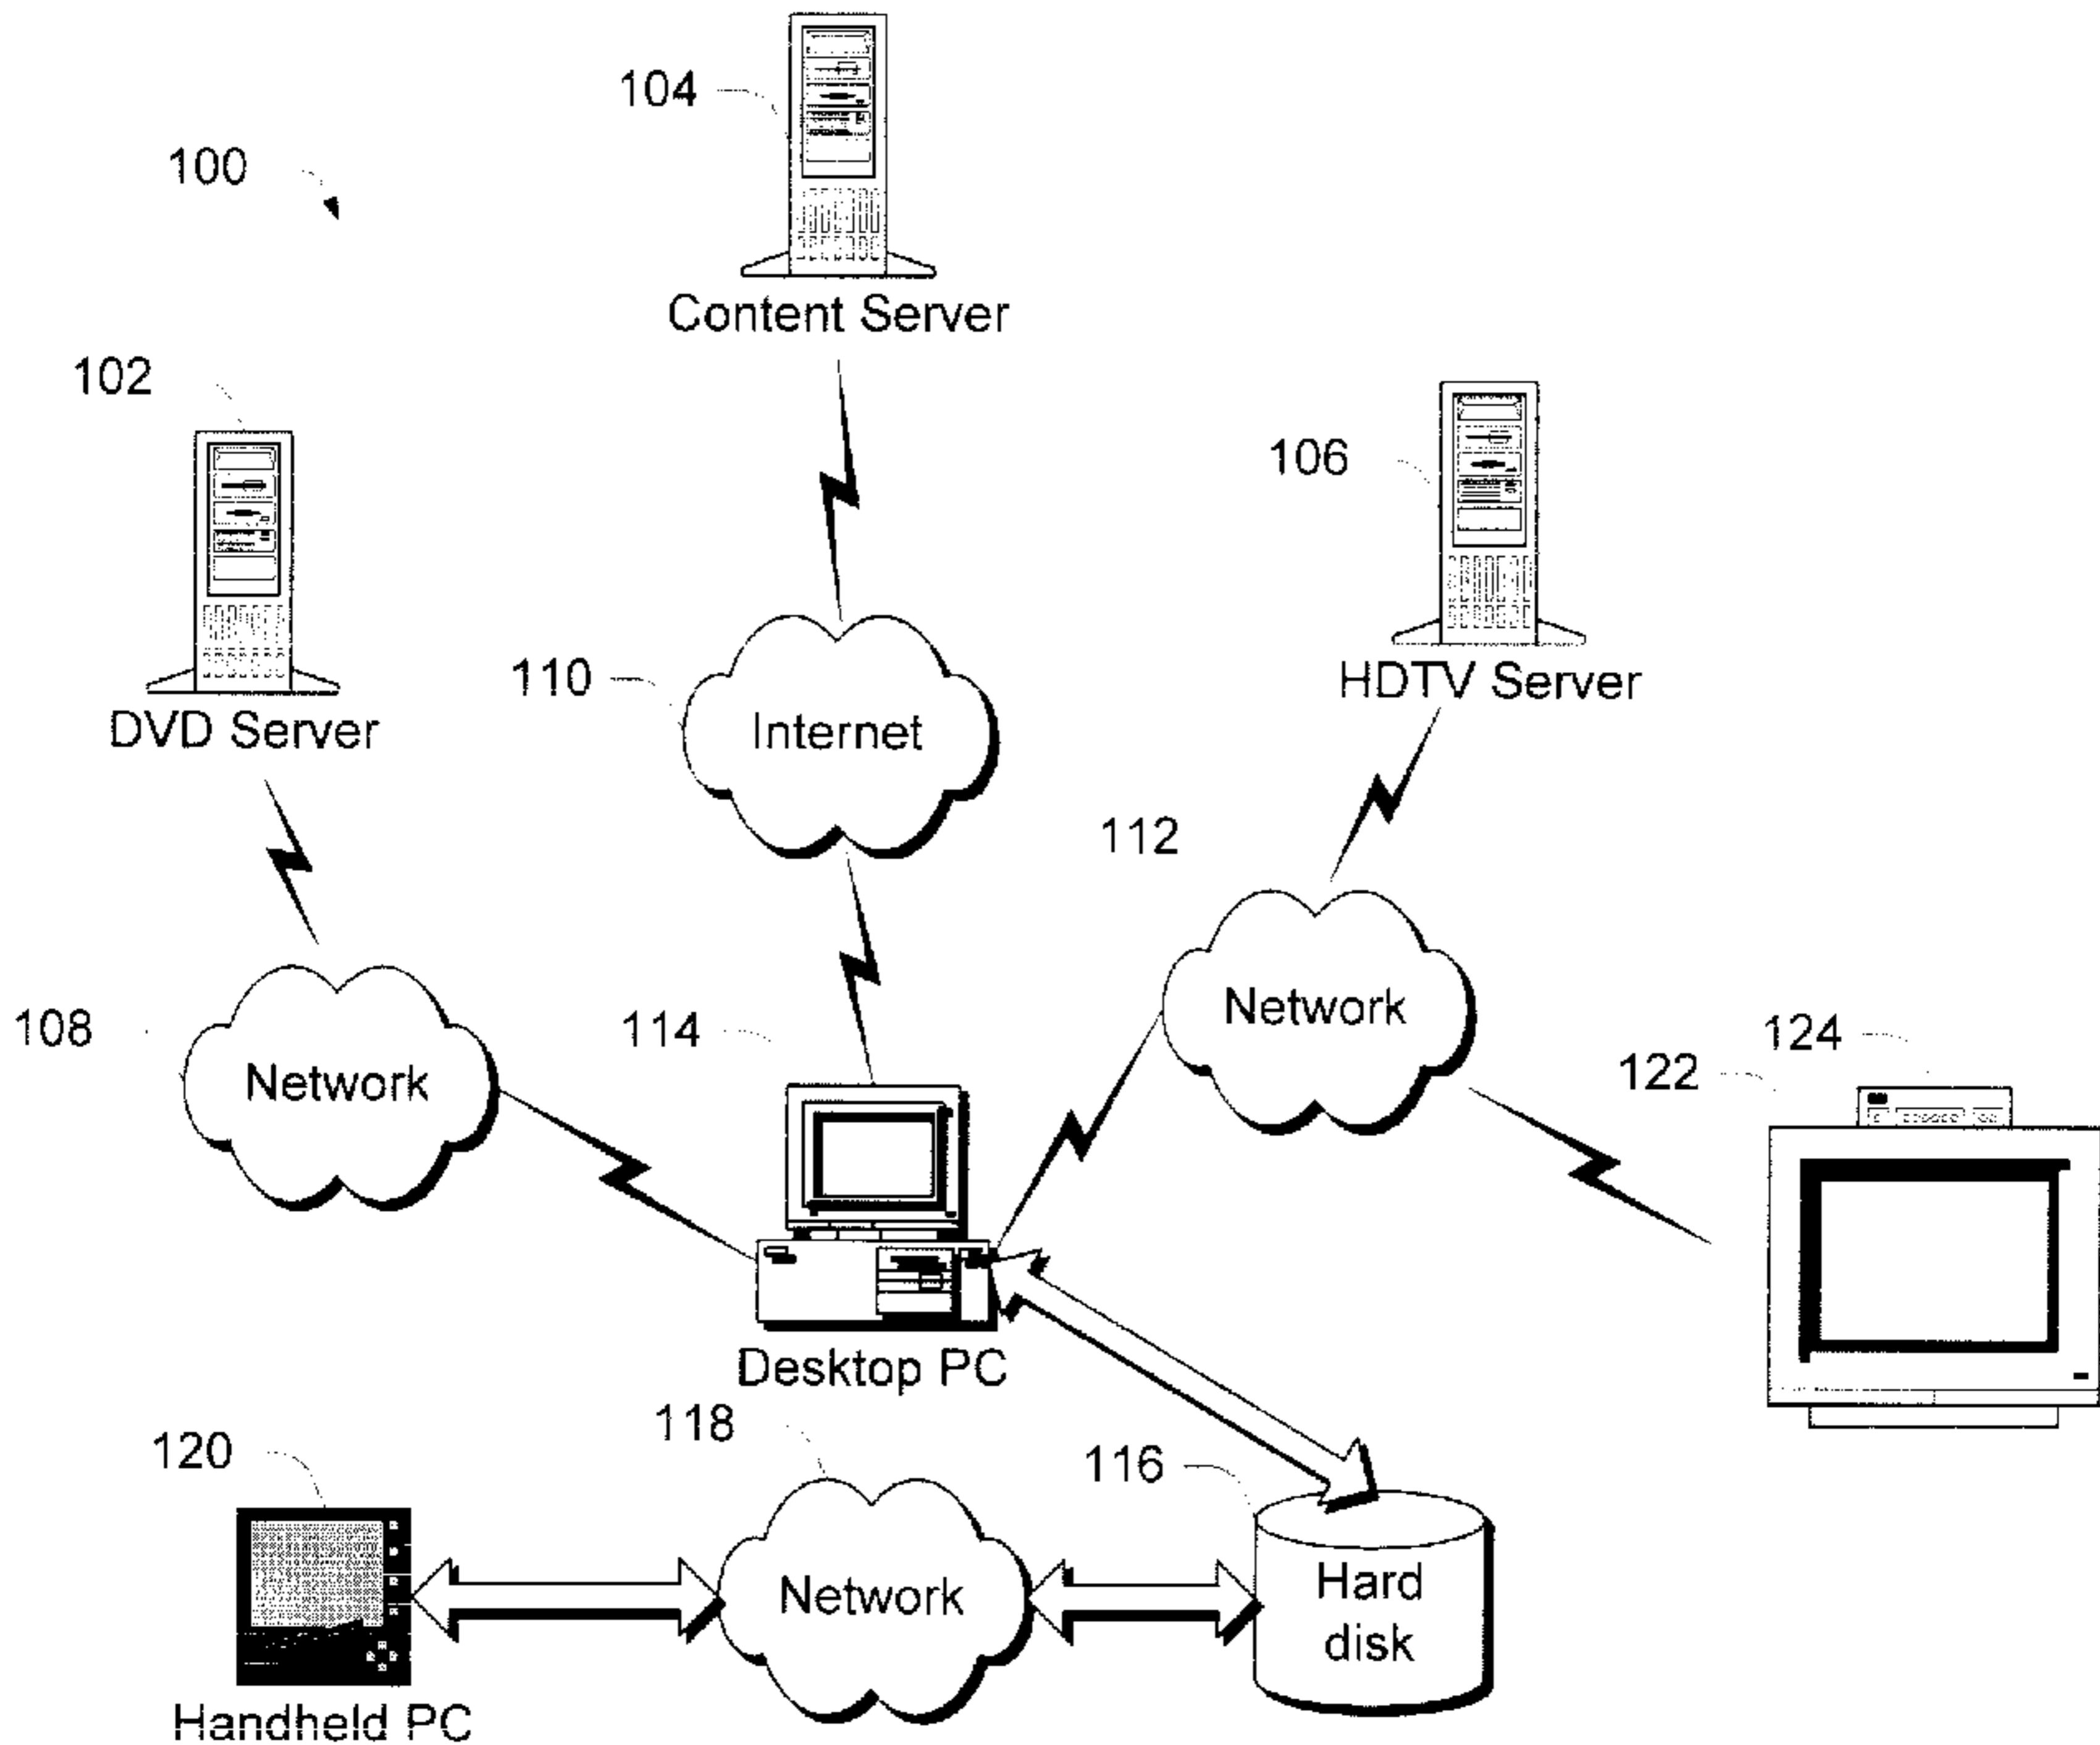 104
100
Content Server
102
106
110
HDTV Server
DVD Server
Internet
112
108
114
Network
124
122
Network
Desktop PC
118
120
116
Network
Hard
disk
Handheld PC